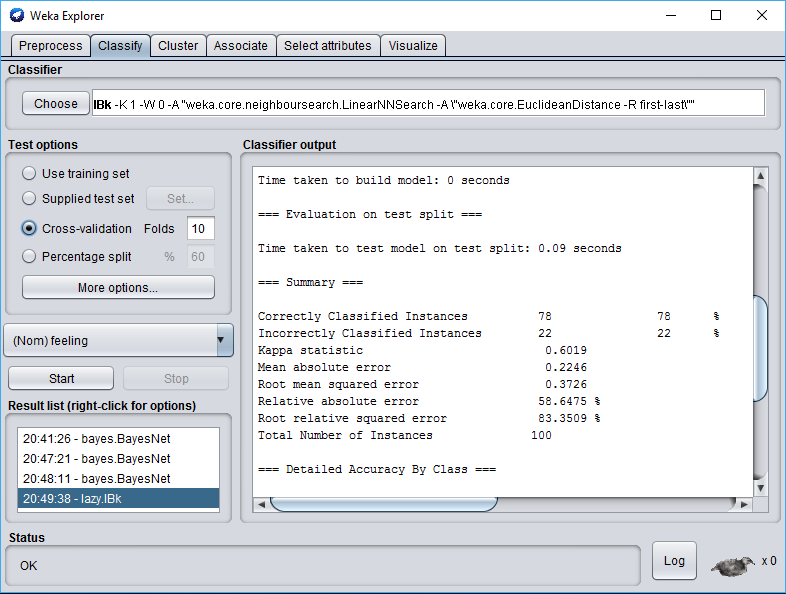 Weka Explorer
Preprocess Classify Cluster Associate Select attributes Visualize
Classifier
Choose IBk -K 1 -W 0 -A "weka.core.neighboursearch.LinearNNSearch -A \"weka.core.EuclideanDistance -R first-last\""
Test options
Use training set
Supplied test set Set...
Cross-validation Folds 10
Percentage split % 60
More options...
(Nom) feeling
Start Stop
Result list (right-click for options)
20:41:26 - bayes.BayesNet
20:47:21 - bayes.BayesNet
20:48:11 - bayes.BayesNet
20:49:38 - lazy.IBk
Classifier output
Time taken to build model: 0 seconds
=== Evaluation on test split ===
Time taken to test model on test split: 0.09 seconds
=== Summary ===
Correctly Classified Instances 78 78 %
Incorrectly Classified Instances 22 22 %
Kappa statistic 0.6019
Mean absolute error 0.2246
Root mean squared error 0.3726
Relative absolute error 58.6475 %
Root relative squared error 83.3509 %
Total Number of Instances 100
=== Detailed Accuracy By Class ===
Status
OK
Log
x 0